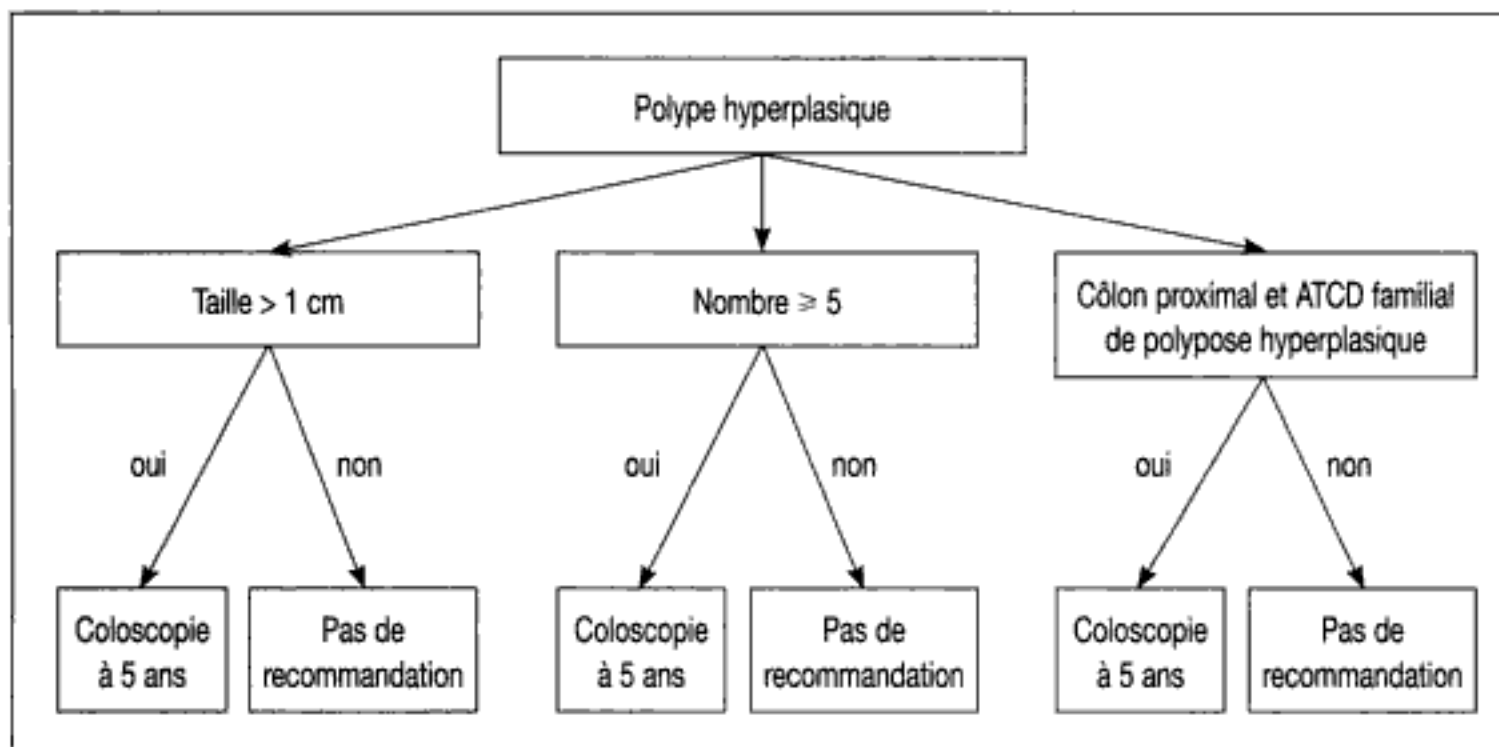 Polype hyperplasique
Taille > 1 cm
Nombre ≥ 5
Côlon proximal et ATCD familial
de polypose hyperplasique
oui
non
oui
non
oui
non
Coloscopie
à 5 ans
Pas de
recommandation
Coloscopie
à 5 ans
Pas de
recommandation
Coloscopie
à 5 ans
Pas de
recommandation